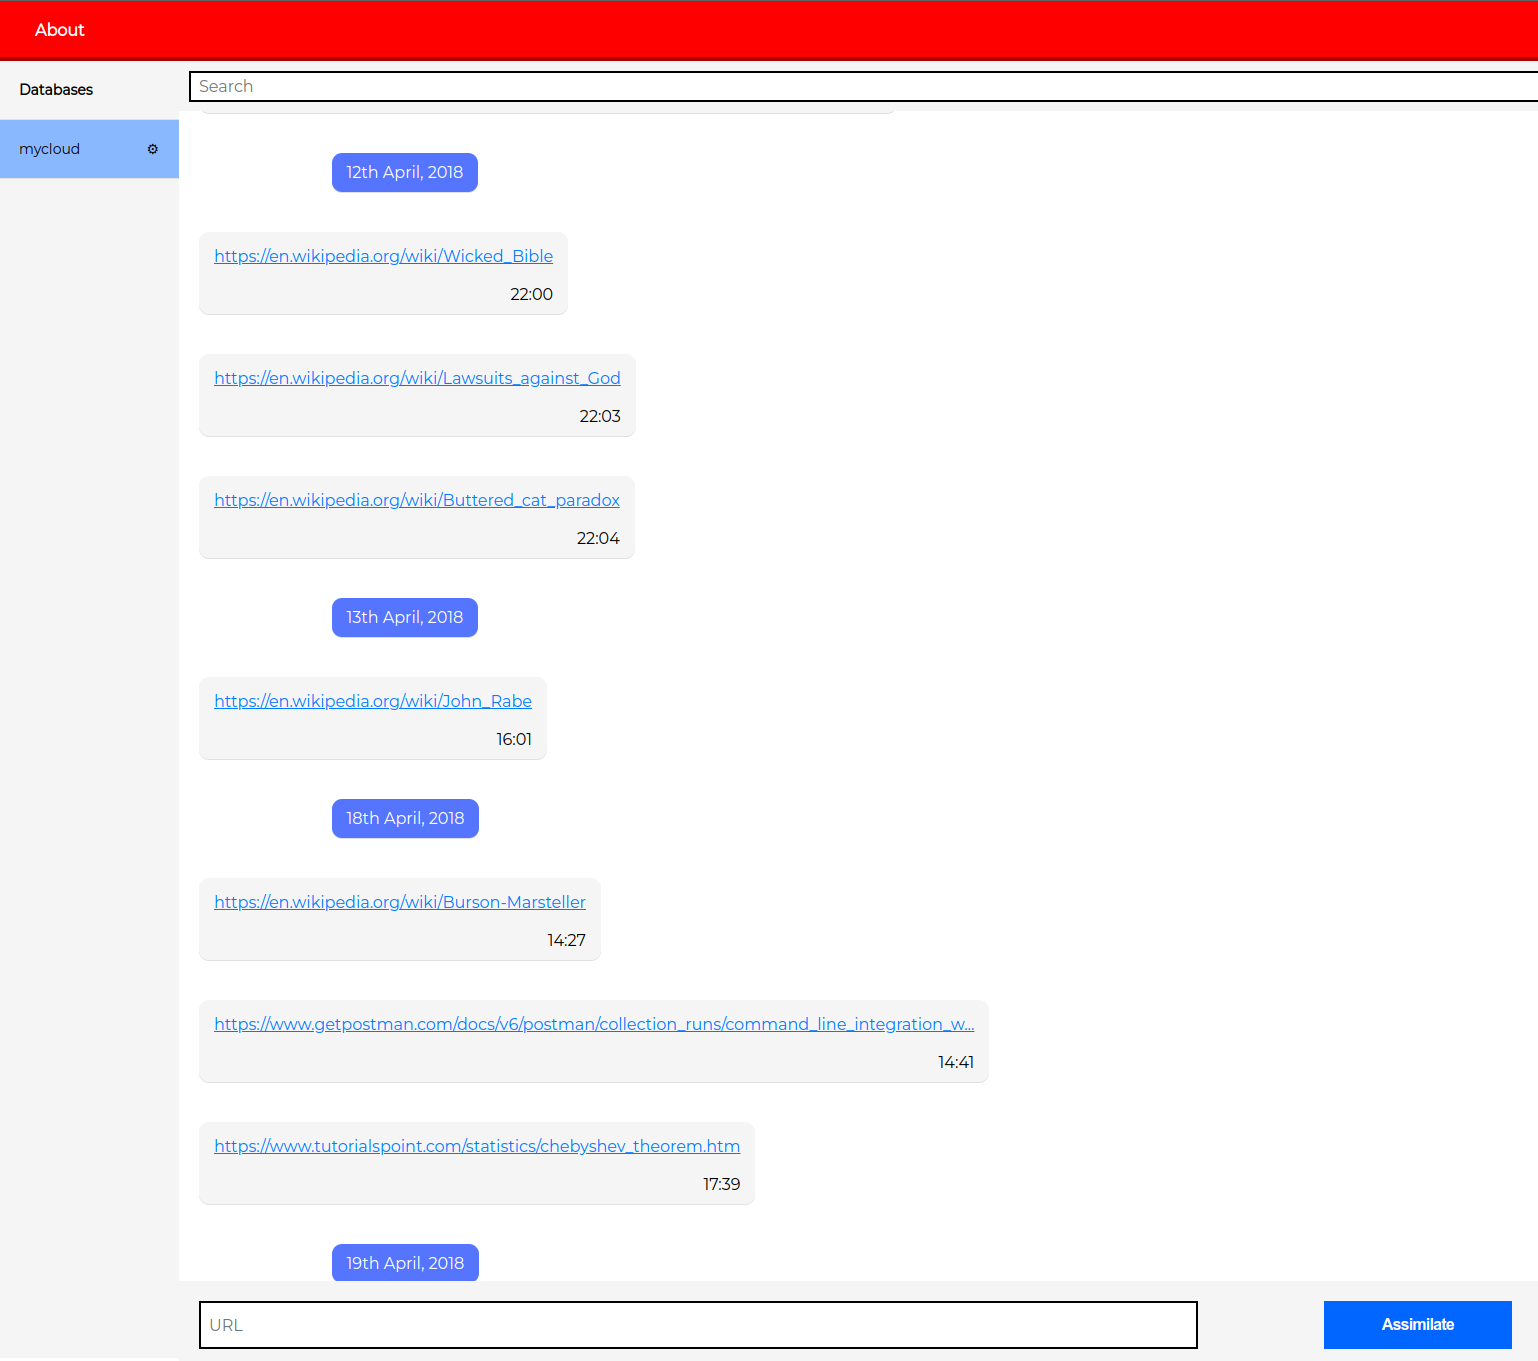 About
Databases
Search
mycloud ⚙
12th April, 2018
https://en.wikipedia.org/wiki/Wicked_Bible
22:00
https://en.wikipedia.org/wiki/Lawsuits_against_God
22:03
https://en.wikipedia.org/wiki/Buttered_cat_paradox
22:04
13th April, 2018
https://en.wikipedia.org/wiki/John_Rabe
16:01
18th April, 2018
https://en.wikipedia.org/wiki/Burson-Marsteller
14:27
https://www.getpostman.com/docs/v6/postman/collection_runs/command_line_integration_w...
14:41
https://www.tutorialspoint.com/statistics/chebyshev_theorem.htm
17:39
19th April, 2018
URL
Assimilate